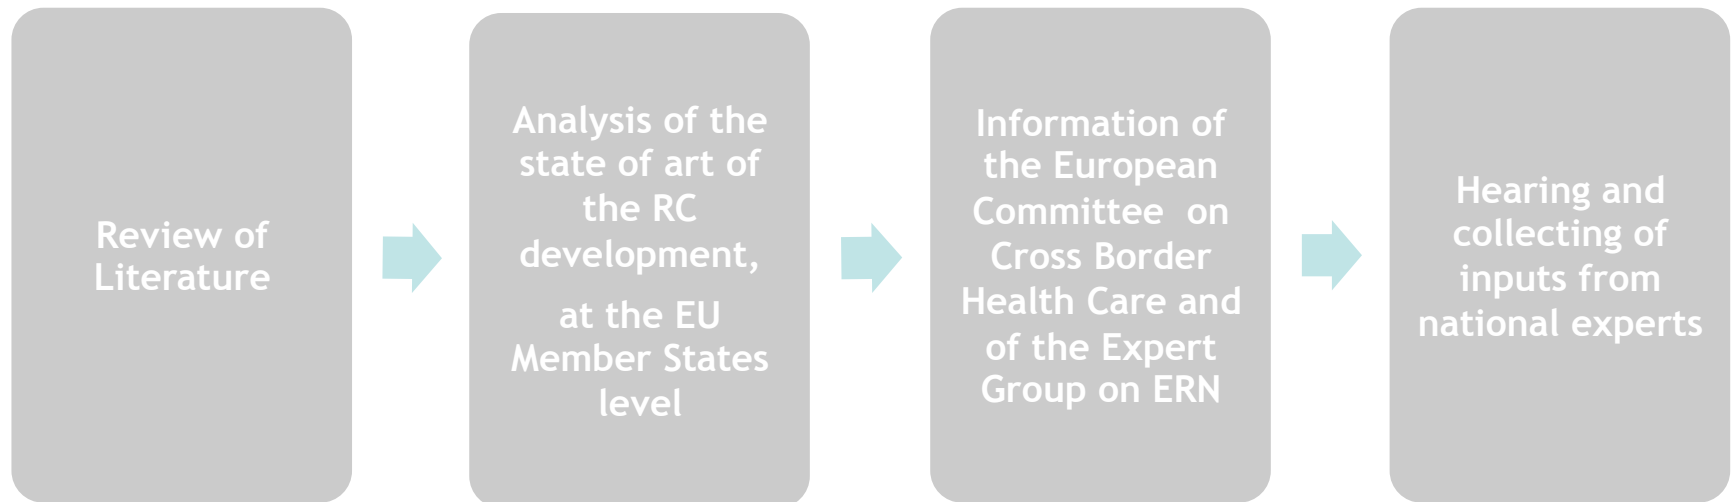 Review of
Literature
Analysis of the
state of art of
the RC
development,
at the EU
Member States
level
Information of
the European
Committee on
Cross Border
Health Care and
of the Expert
Group on ERN
Hearing and
collecting of
inputs from
national experts